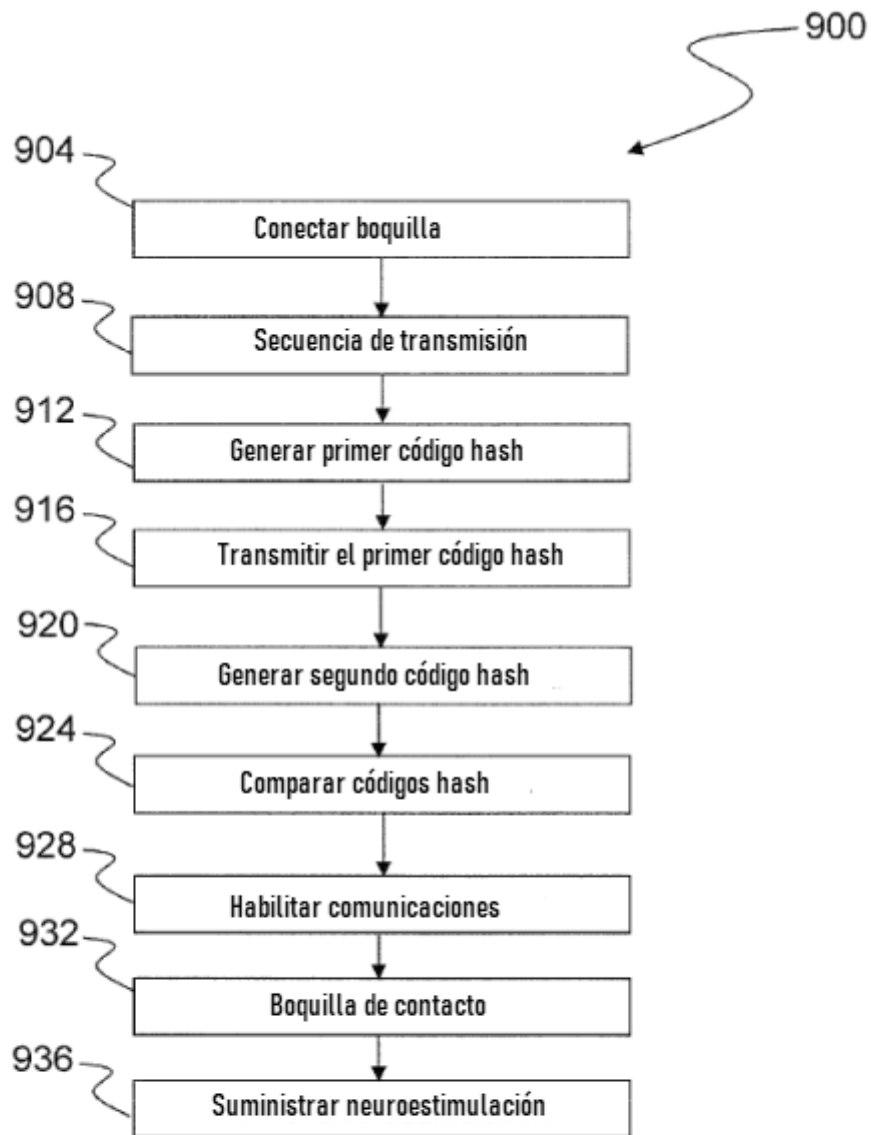 900
904
Conectar boquilla
908
Secuencia de transmisión
912
Generar primer código hash
916
Transmitir el primer código hash
920
Generar segundo código hash
924
Comparar códigos hash
928
Habilitar comunicaciones
932
Boquilla de contacto
936
Suministrar neuroestimulación